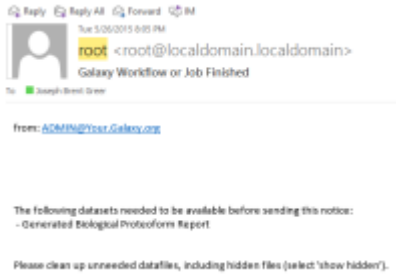 Reply Reply All Forward IM
Tue 5/26/2015 8:05 PM
root <root@localdomain.localdomain>
Galaxy Workflow or Job Finished
To Joseph Brent Greer
from: ADMIN@Your.Galaxy.org
The following datasets needed to be available before sending this notice:
- Generated Biological Proteoform Report
Please clean up unneeded datafiles, including hidden files (select 'show hidden').